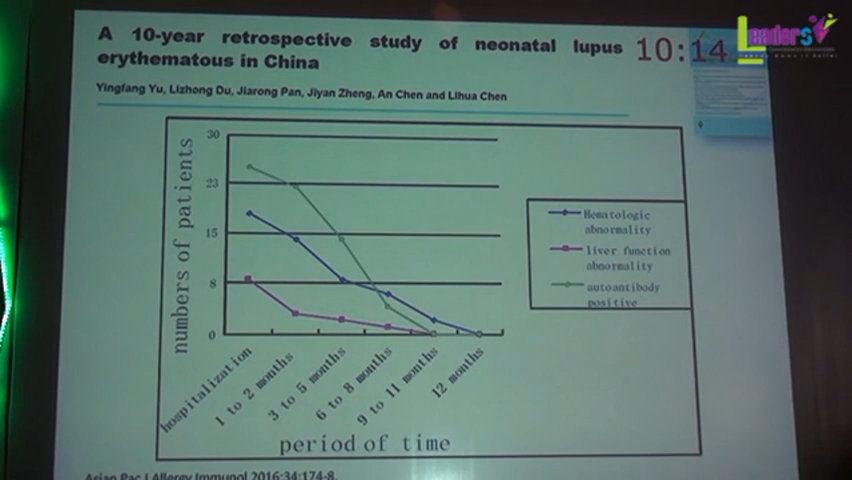 A 10-year retrospective study of neonatal lupus
erythematous in China
10:14
Leaders
Yingfang Yu, Lizhong Du, Jiarong Pan, Jiyan Zheng, An Chen and Lihua Chen
numbers of patients
30
23
15
8
0
hospitalization
1 to 2 months
3 to 5 months
6 to 8 months
9 to 11 months
12 months
period of time
Hematologic
abnormality
liver function
abnormality
autoantibody
positive
Asian Pac J Allergy Immunol 2016;34:174-8.